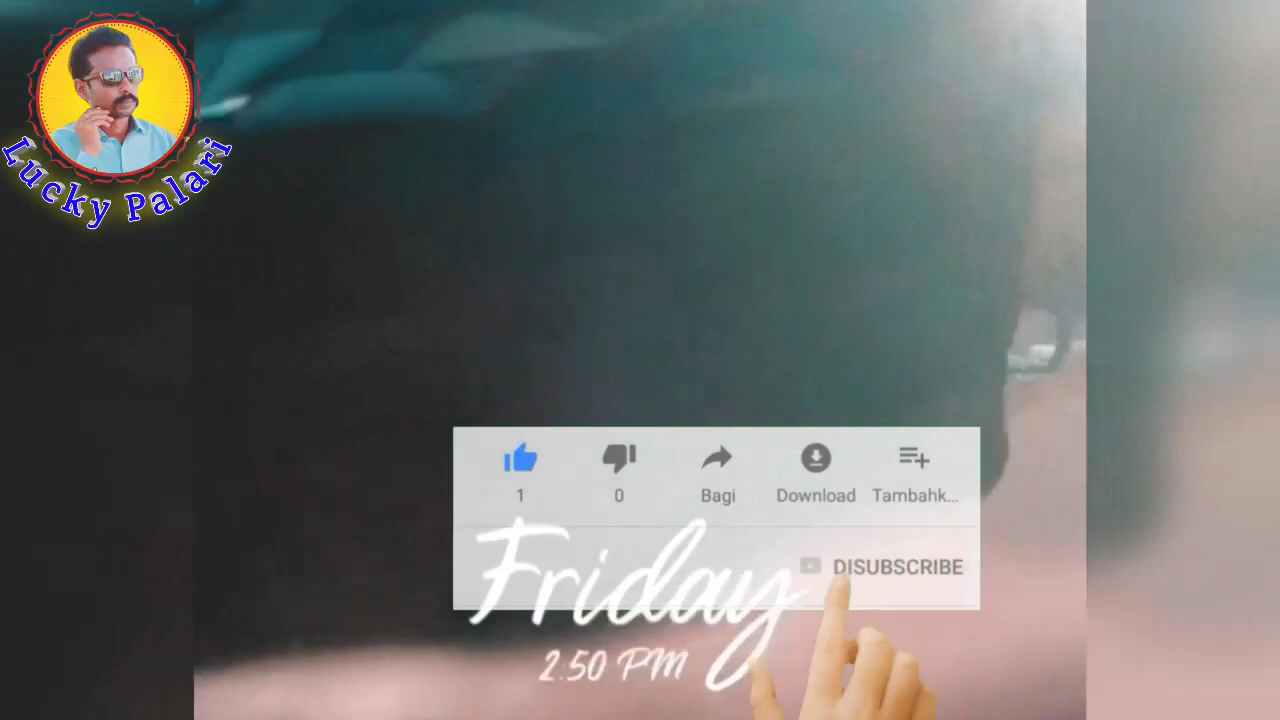 Lucky Palari
1 0 Bagi Download Tambahk...
DISUBSCRIBE
Friday
2:50 PM